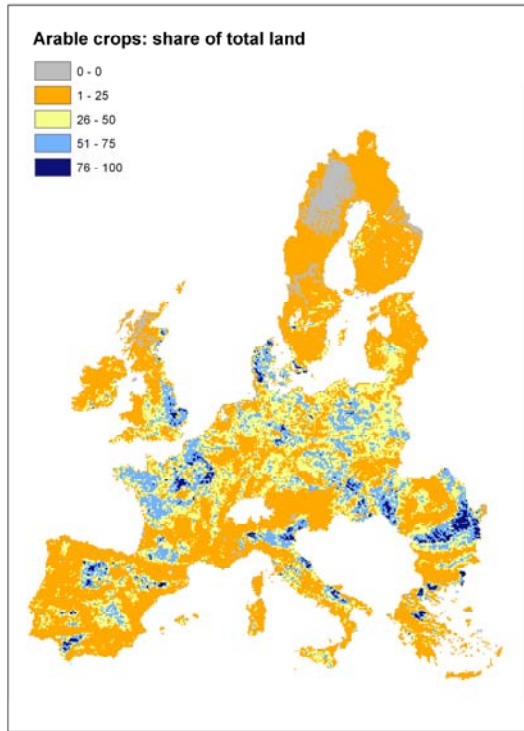 Arable crops: share of total land
0 - 0
1 - 25
26 - 50
51 - 75
76 - 100